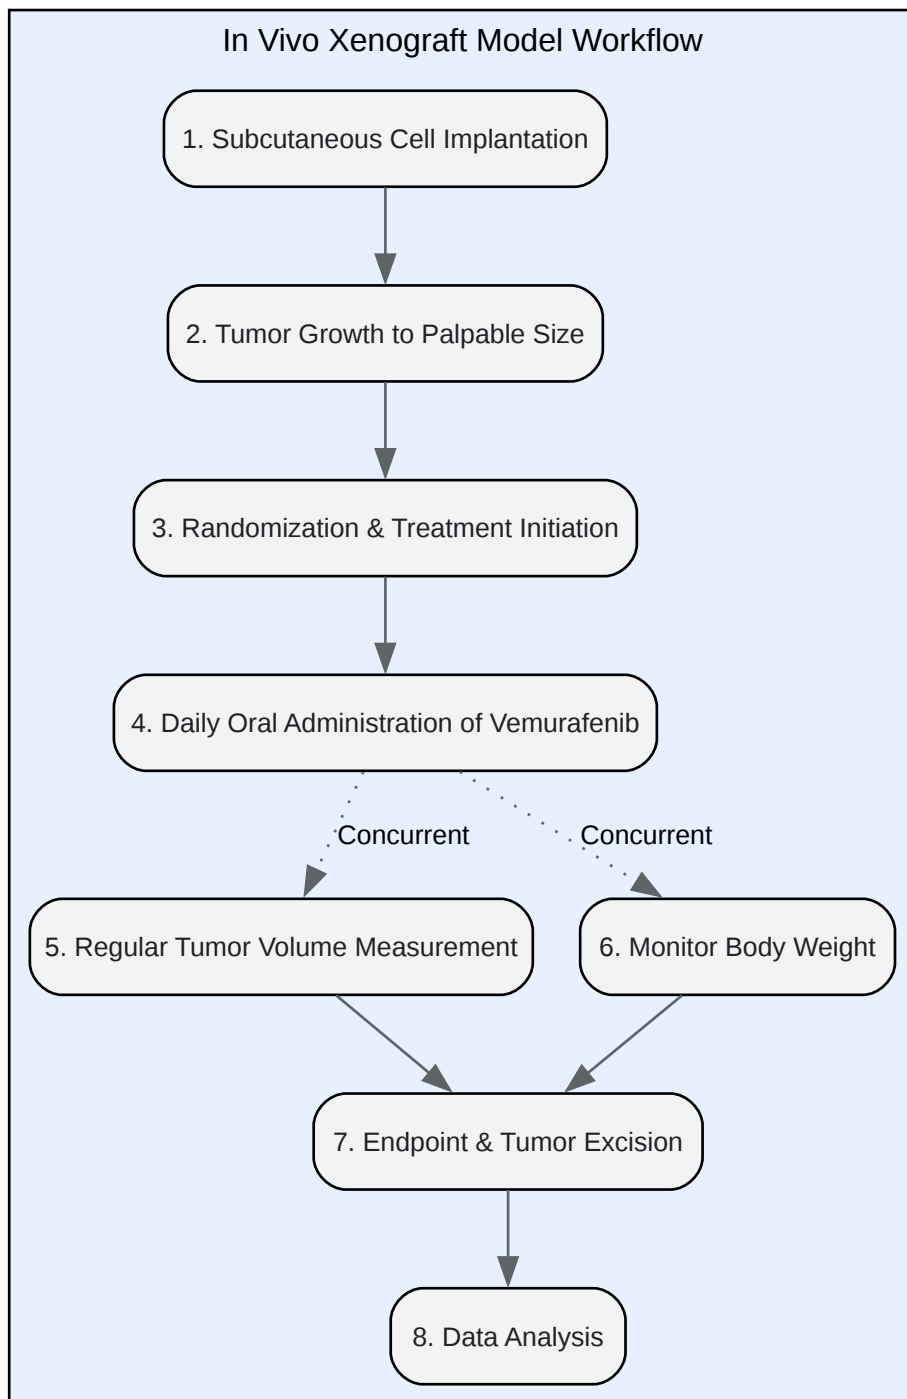 In Vivo Xenograft Model Workflow
1. Subcutaneous Cell Implantation
2. Tumor Growth to Palpable Size
3. Randomization & Treatment Initiation
4. Daily Oral Administration of Vemurafenib
Concurrent
Concurrent
5. Regular Tumor Volume Measurement
6. Monitor Body Weight
7. Endpoint & Tumor Excision
8. Data Analysis